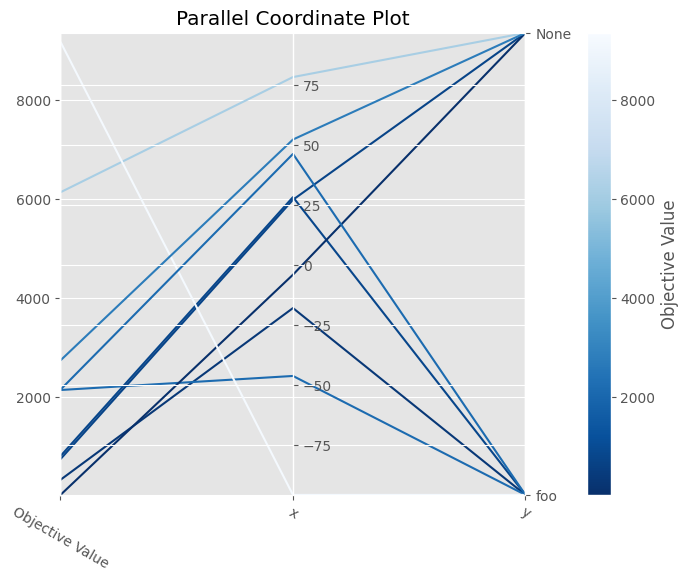 Parallel Coordinate Plot
None
8000
75
8000
50
6000
25
6000
0
4000
−25
4000
−50
2000
2000
−75
foo
Objective Value
x
y
Objective Value